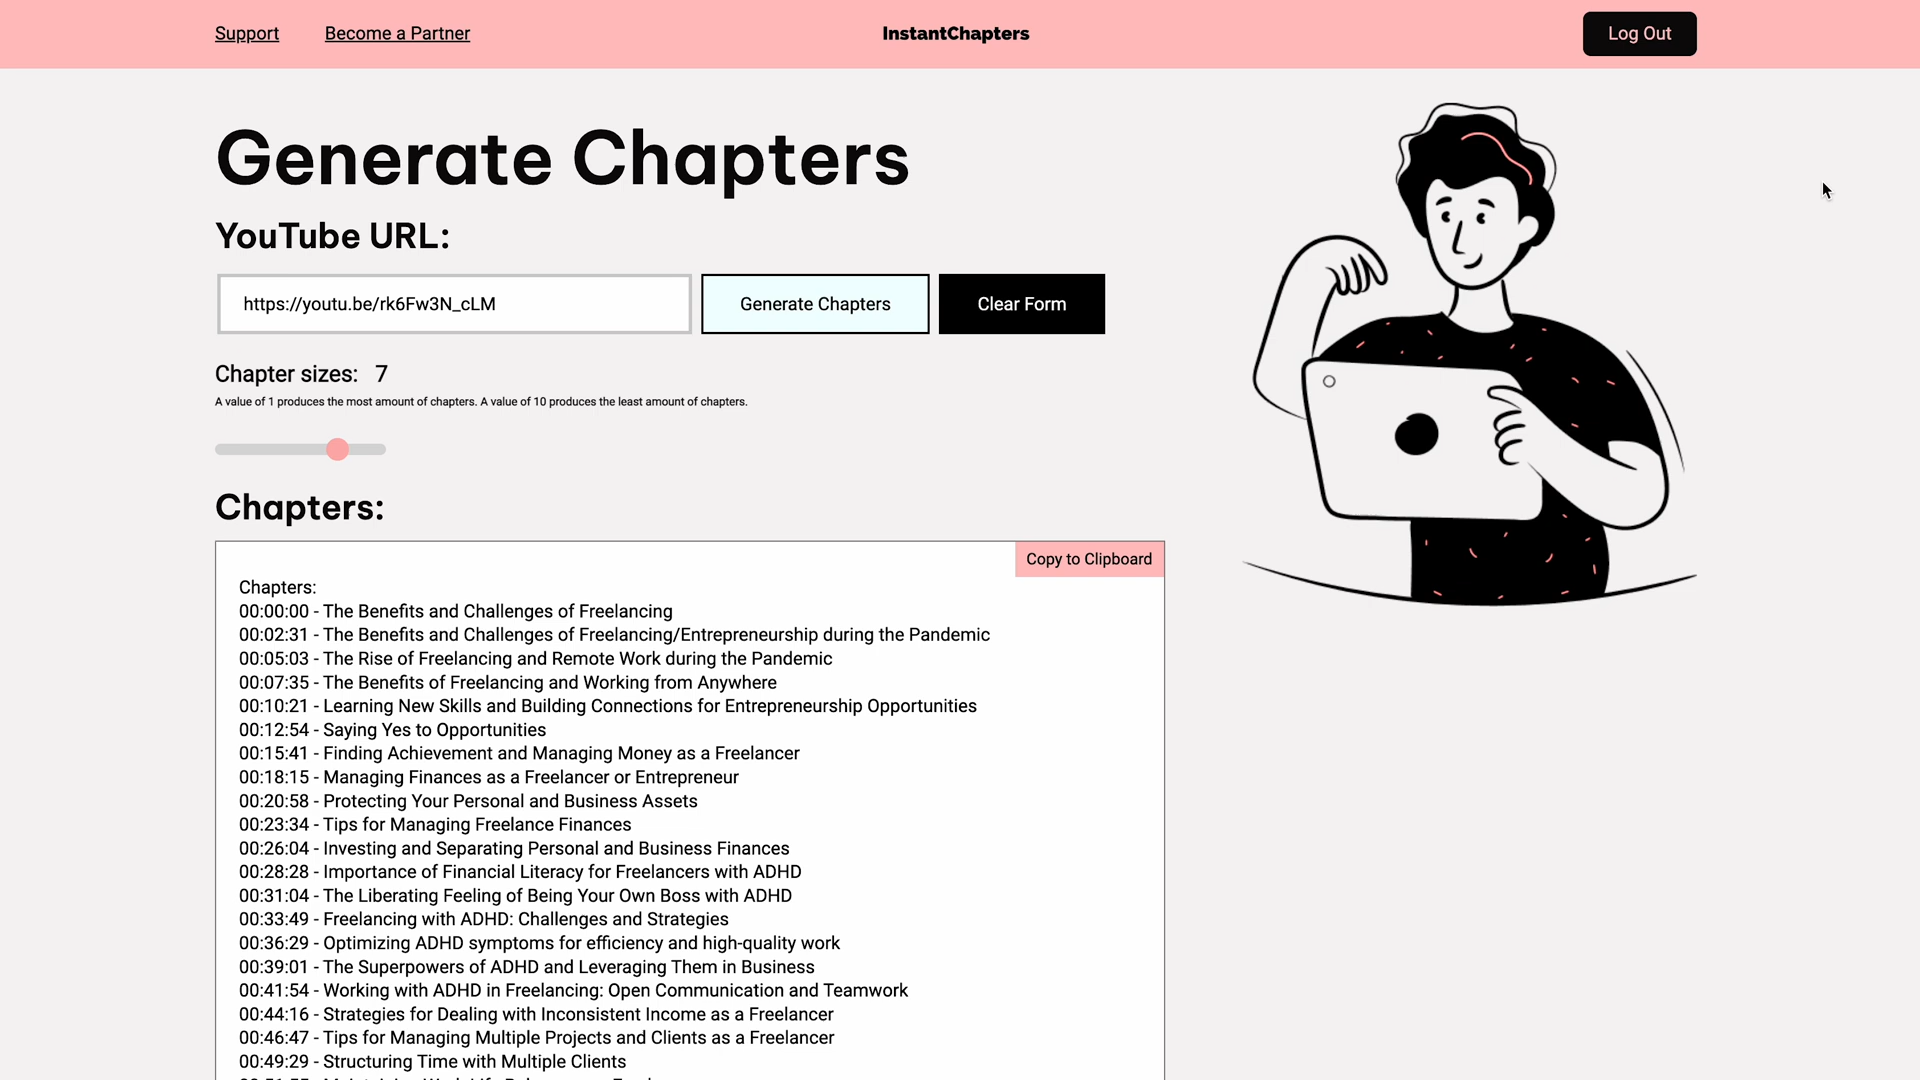 Support
Become a Partner
InstantChapters
Log Out
Generate Chapters
YouTube URL:
https://youtu.be/rk6Fw3N_cLM
Generate Chapters
Clear Form
Chapter sizes: 7
A value of 1 produces the most amount of chapters. A value of 10 produces the least amount of chapters.
Chapters:
Copy to Clipboard
Chapters:
00:00:00 - The Benefits and Challenges of Freelancing
00:02:31 - The Benefits and Challenges of Freelancing/Entrepreneurship during the Pandemic
00:05:03 - The Rise of Freelancing and Remote Work during the Pandemic
00:07:35 - The Benefits of Freelancing and Working from Anywhere
00:10:21 - Learning New Skills and Building Connections for Entrepreneurship Opportunities
00:12:54 - Saying Yes to Opportunities
00:15:41 - Finding Achievement and Managing Money as a Freelancer
00:18:15 - Managing Finances as a Freelancer or Entrepreneur
00:20:58 - Protecting Your Personal and Business Assets
00:23:34 - Tips for Managing Freelance Finances
00:26:04 - Investing and Separating Personal and Business Finances
00:28:28 - Importance of Financial Literacy for Freelancers with ADHD
00:31:04 - The Liberating Feeling of Being Your Own Boss with ADHD
00:33:49 - Freelancing with ADHD: Challenges and Strategies
00:36:29 - Optimizing ADHD symptoms for efficiency and high-quality work
00:39:01 - The Superpowers of ADHD and Leveraging Them in Business
00:41:54 - Working with ADHD in Freelancing: Open Communication and Teamwork
00:44:16 - Strategies for Dealing with Inconsistent Income as a Freelancer
00:46:47 - Tips for Managing Multiple Projects and Clients as a Freelancer
00:49:29 - Structuring Time with Multiple Clients